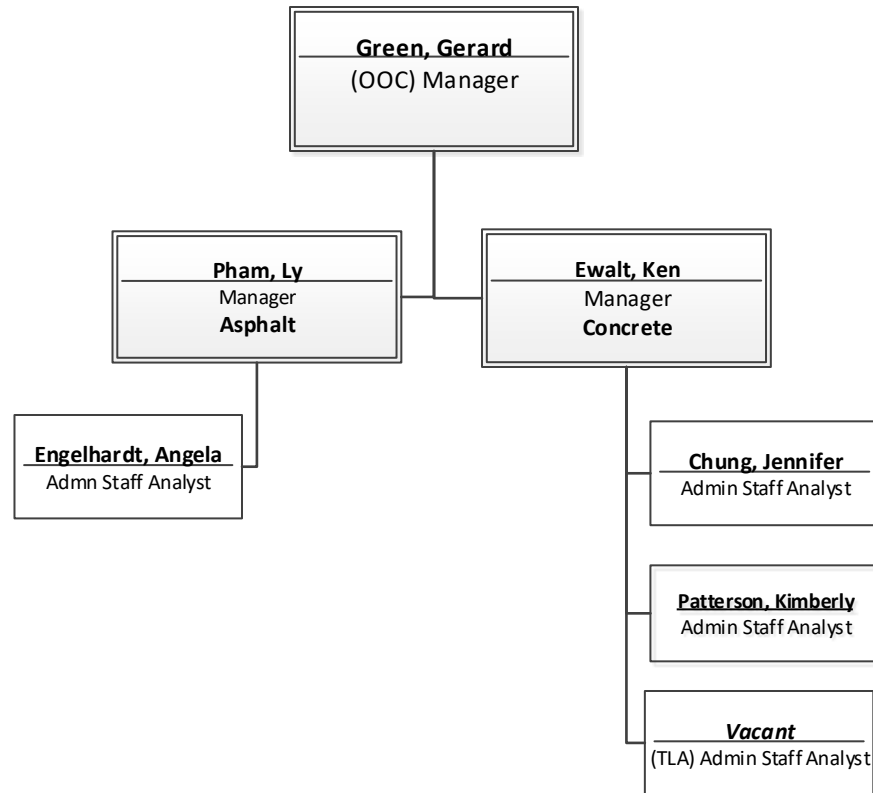 Green, Gerard
(OOC) Manager
Pham, Ly
Manager
Asphalt
Ewalt, Ken
Manager
Concrete
Engelhardt, Angela
Admn Staff Analyst
Chung, Jennifer
Admin Staff Analyst
Patterson, Kimberly
Admin Staff Analyst
Vacant
(TLA) Admin Staff Analyst